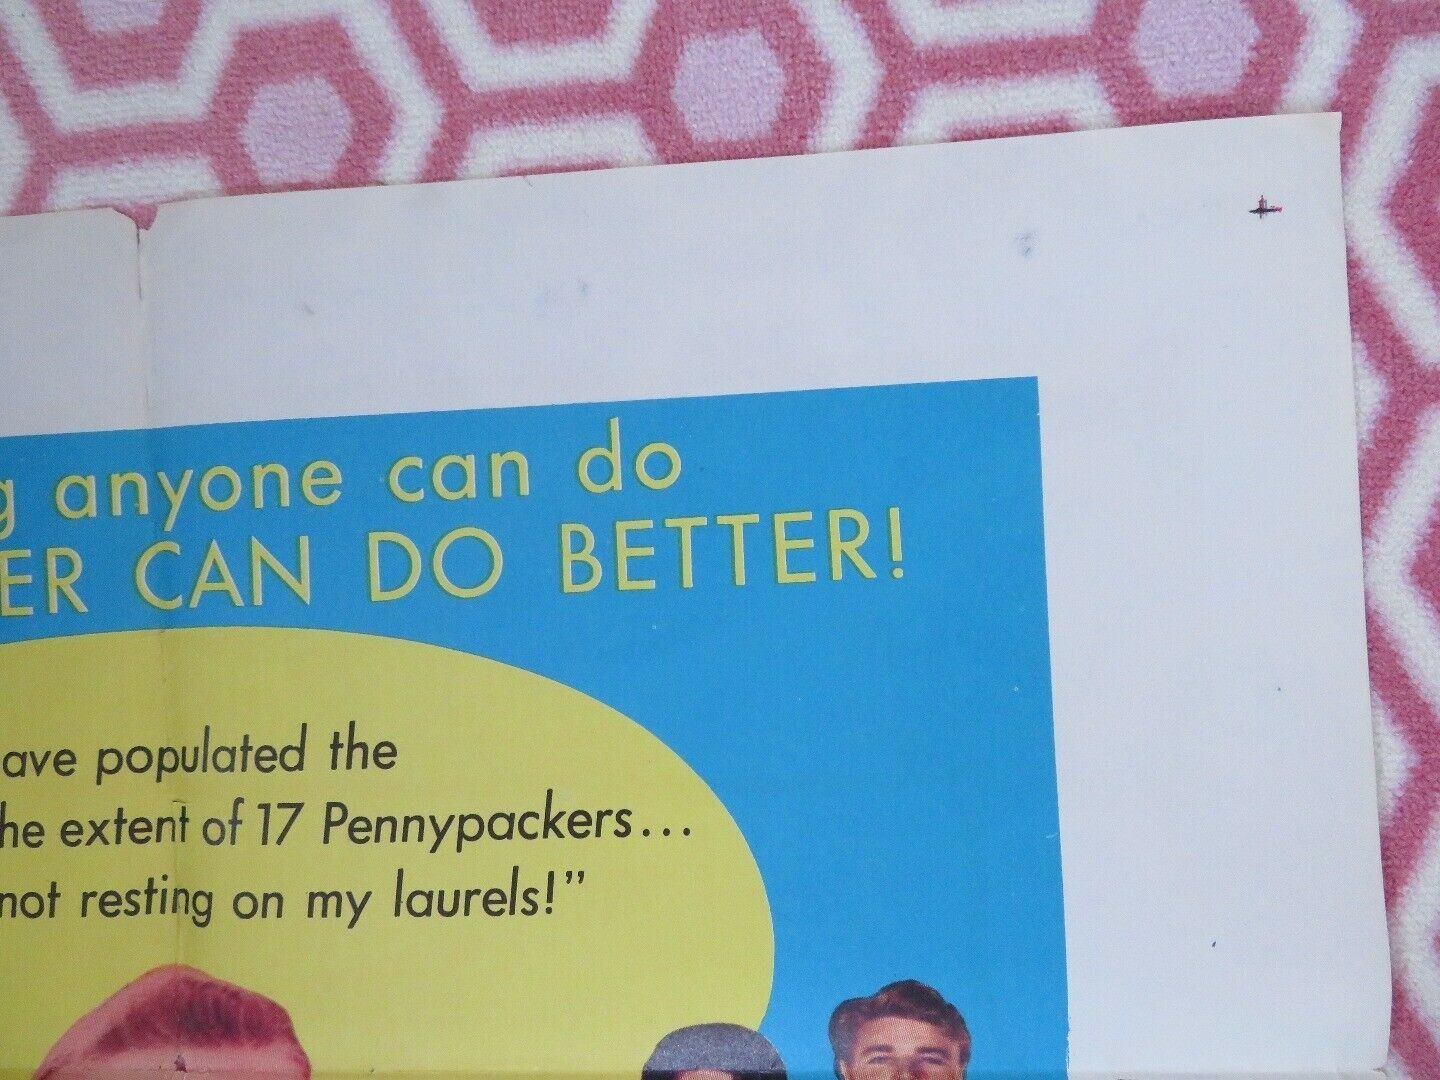 g anyone can do
ER CAN DO BETTER!
ave populated the
he extent of 17 Pennypackers...
not resting on my laurels!”